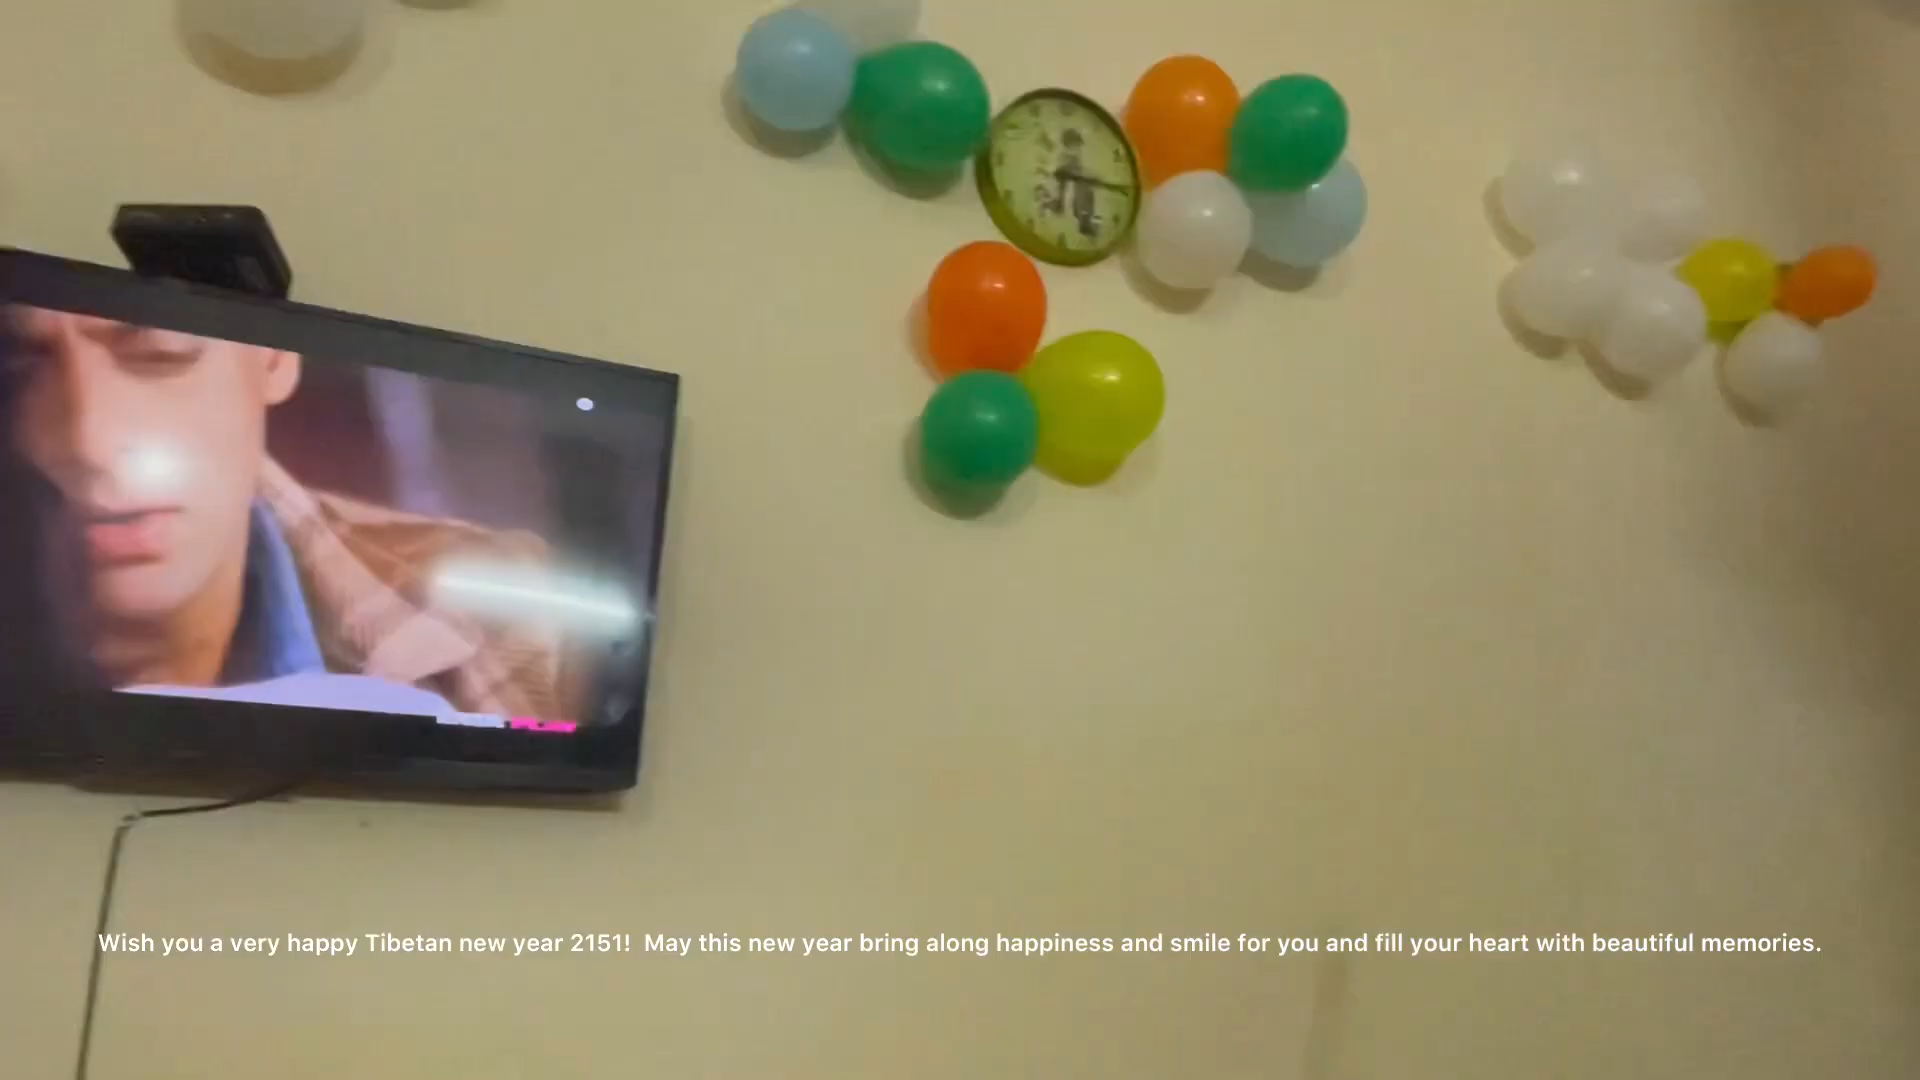 Wish you a very happy Tibetan new year 2151!  May this new year bring along happiness and smile for you and fill your heart with beautiful memories.